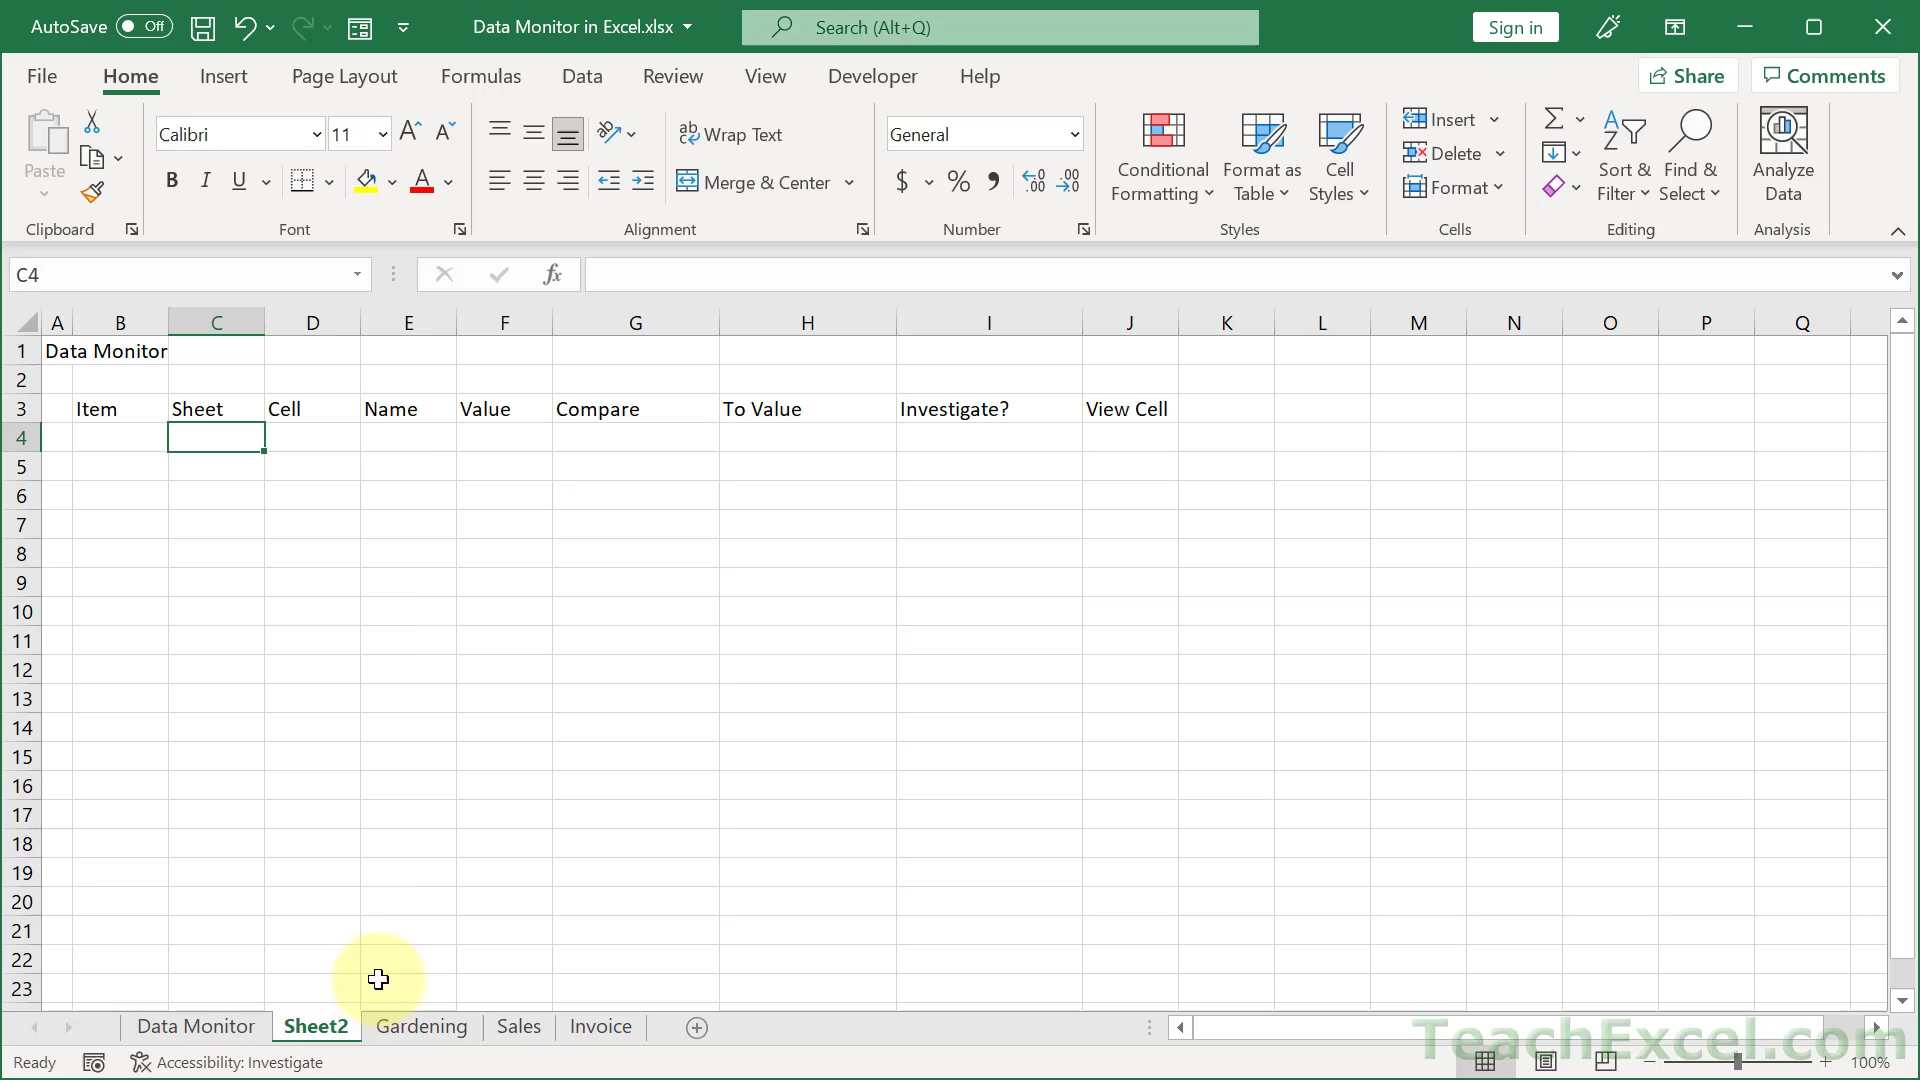 AutoSave Off Data Monitor in Excel.xlsx Search (Alt+Q) Sign in
File Home Insert Page Layout Formulas Data Review View Developer Help Share Comments
Paste Calibri 11 A A ab Wrap Text General Conditional Formatting Format as Table Cell Styles Insert Delete Format Sort & Filter Find & Select Analyze Data
B I U A Merge & Center $ % 9 .00 .00
Clipboard Font Alignment Number Styles Cells Editing Analysis
C4 fx
A B C D E F G H I J K L M N O P Q
1 Data Monitor
2
3 Item Sheet Cell Name Value Compare To Value Investigate? View Cell
4
5
6
7
8
9
10
11
12
13
14
15
16
17
18
19
20
21
22
23
Data Monitor Sheet2 Gardening Sales Invoice
TeachExcel.com
Ready Accessibility: Investigate 100%